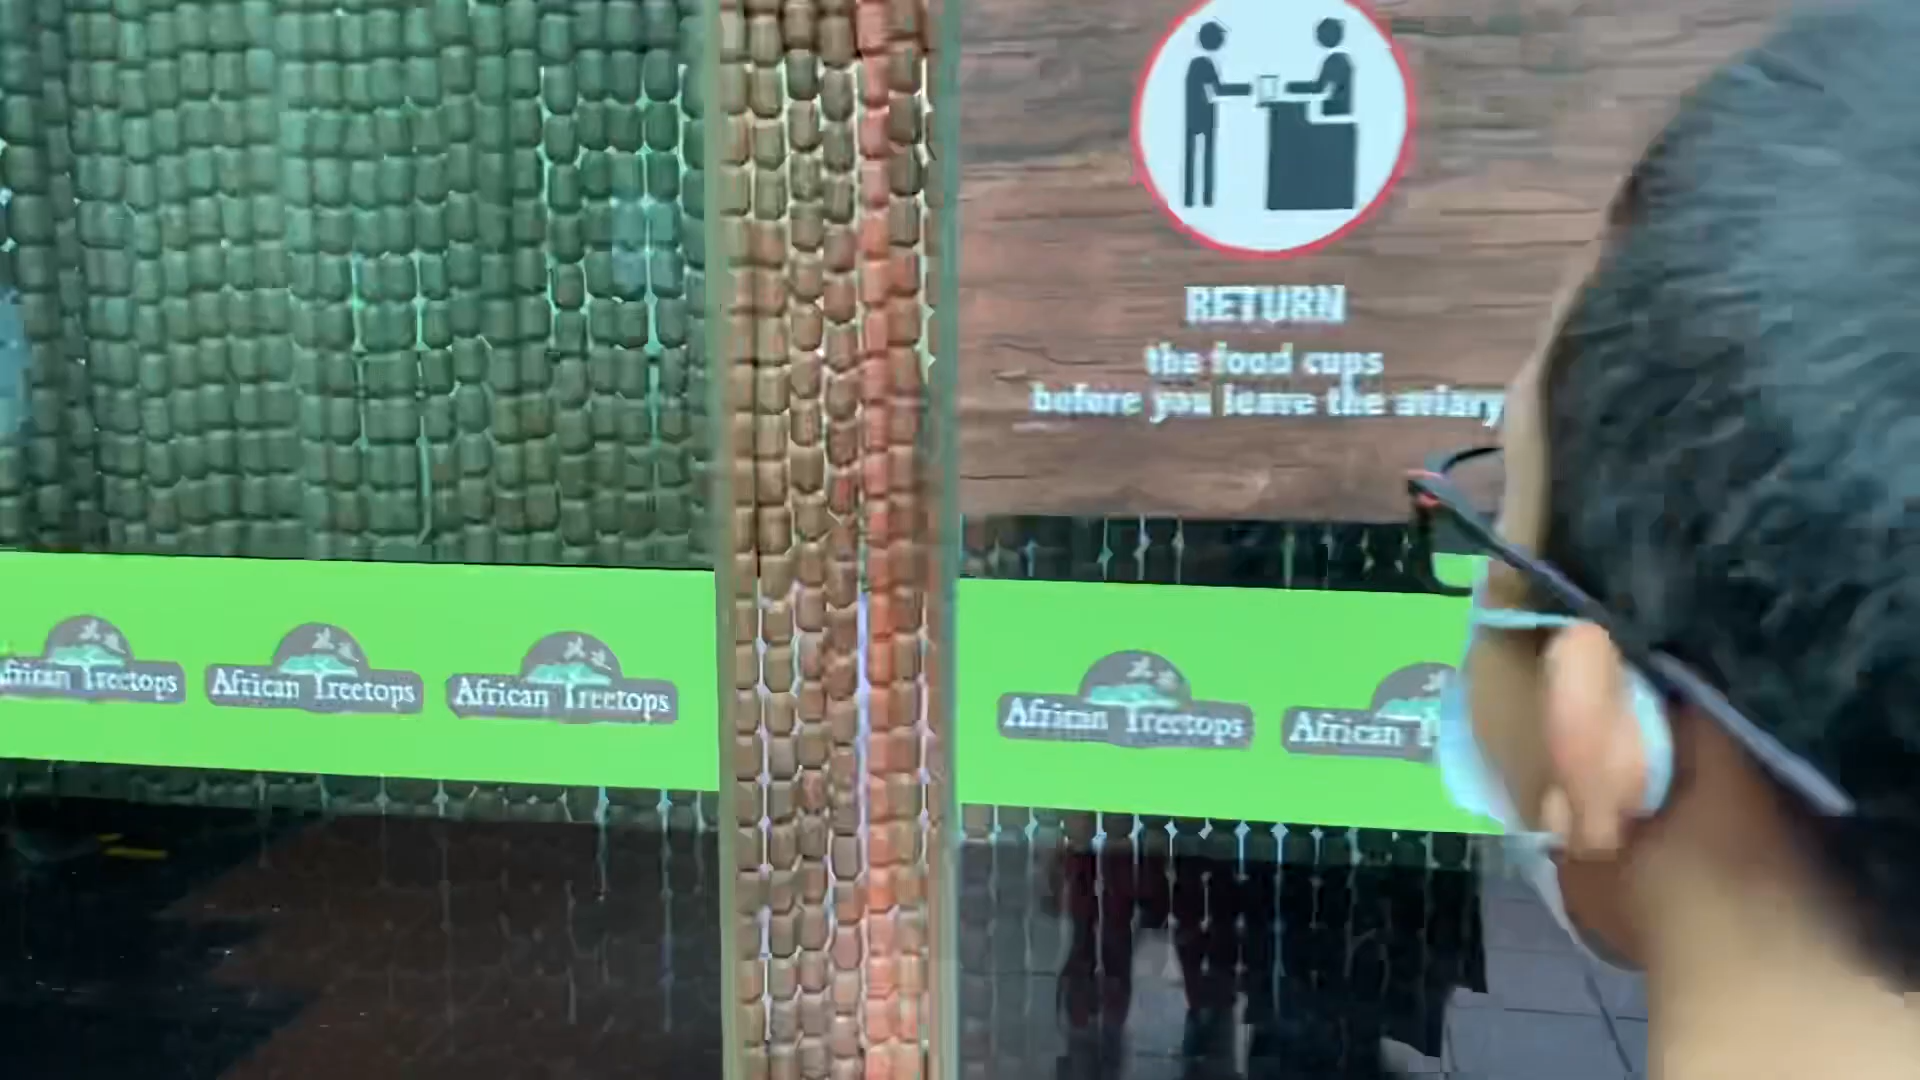 RETURN
the food cups
before you leave the aviary
African Treetops
African Treetops
African Treetops
African Treetops
African